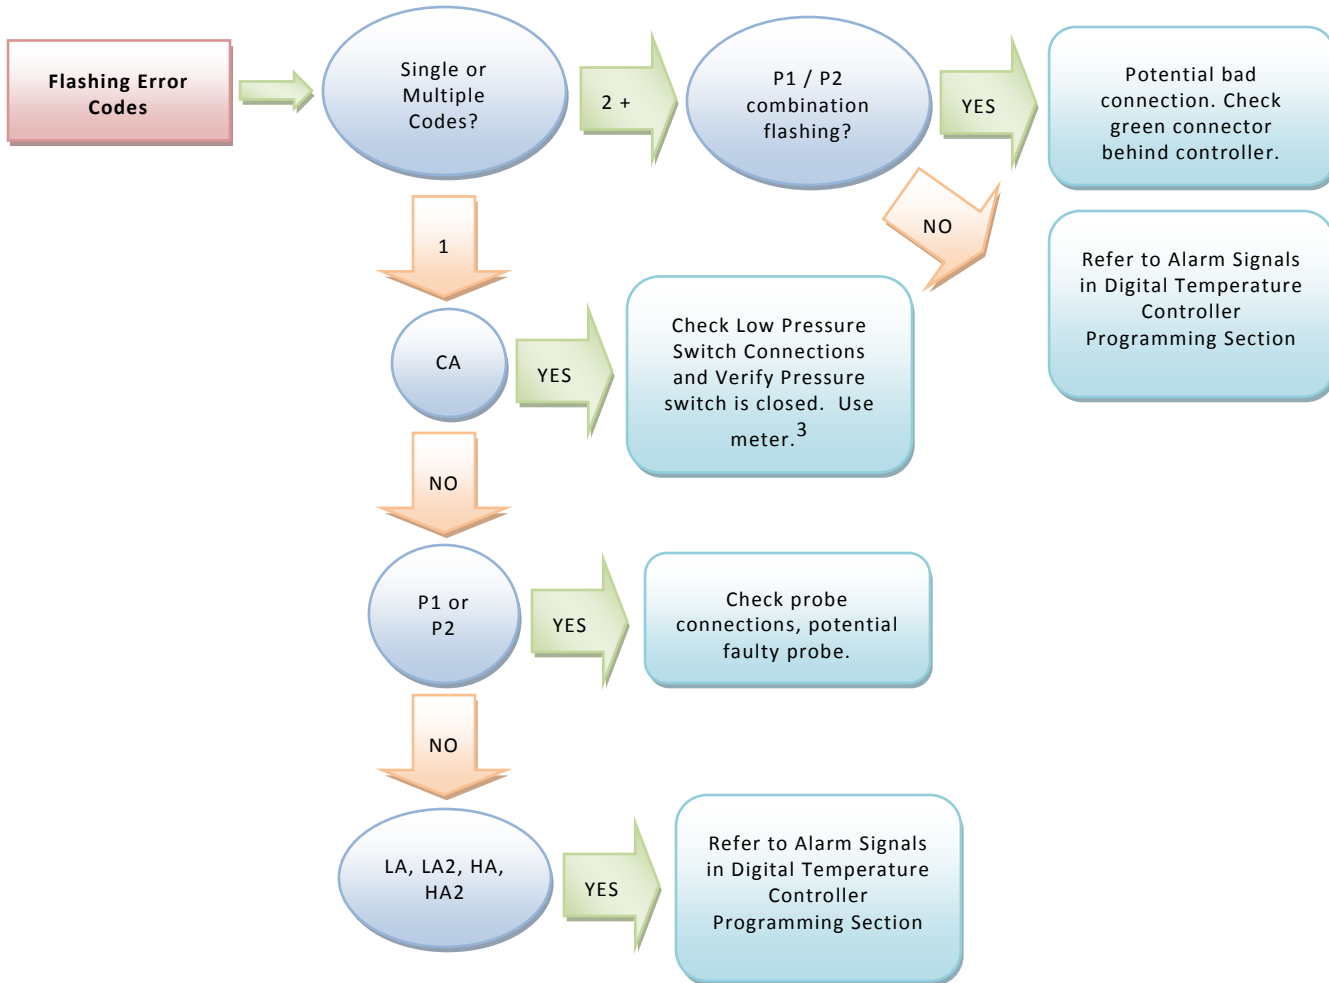 Flashing Error
Codes
Single or
Multiple
Codes?
2 +
P1 / P2
combination
flashing?
YES
Potential bad
connection. Check
green connector
behind controller.
NO
Refer to Alarm Signals
in Digital Temperature
Controller
Programming Section
1
CA
YES
Check Low Pressure
Switch Connections
and Verify Pressure
switch is closed.  Use
meter.3
NO
P1 or
P2
YES
Check probe
connections, potential
faulty probe.
NO
LA, LA2, HA,
HA2
YES
Refer to Alarm Signals
in Digital Temperature
Controller
Programming Section